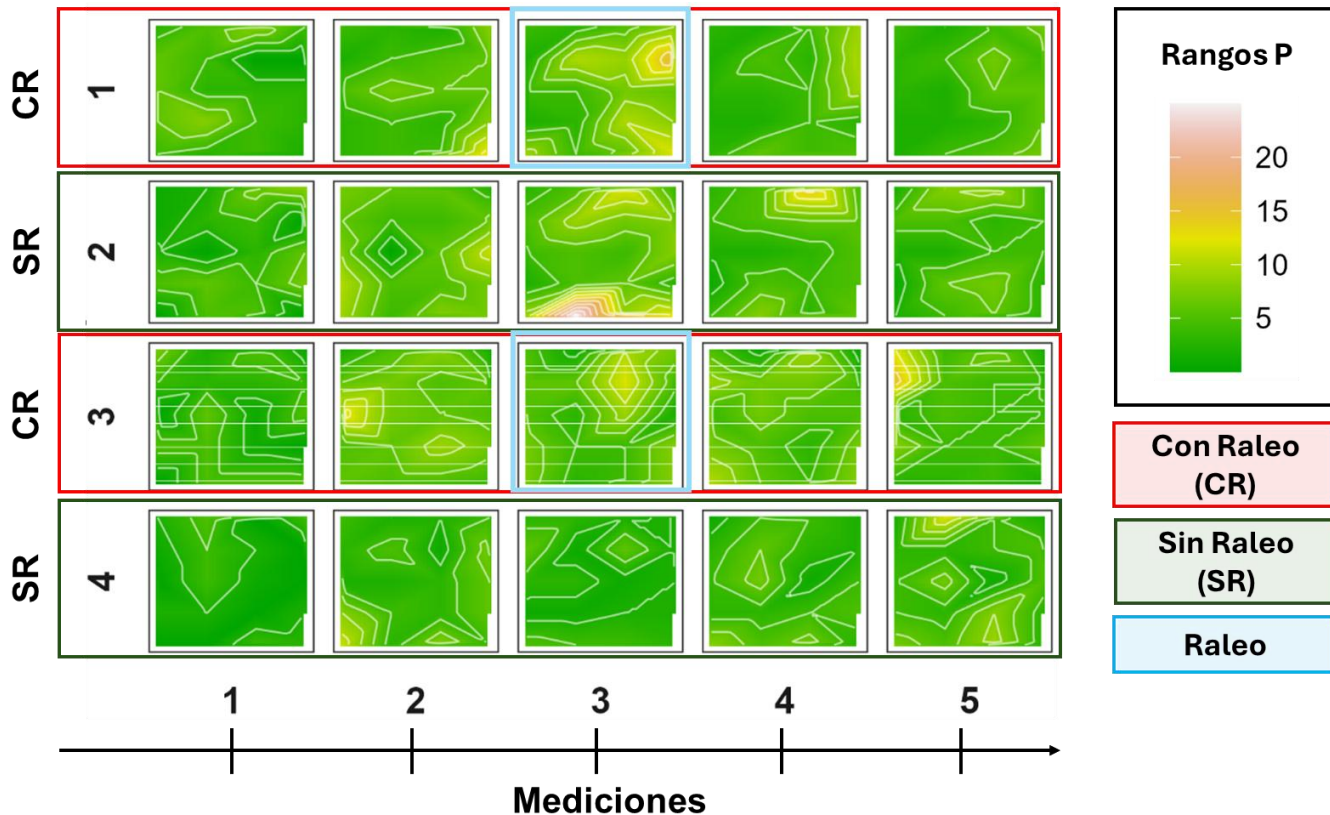 CR
1
SR
2
CR
3
SR
4
1
2
3
4
5
Mediciones
Rangos P
20
15
10
5
Con Raleo
(CR)
Sin Raleo
(SR)
Raleo